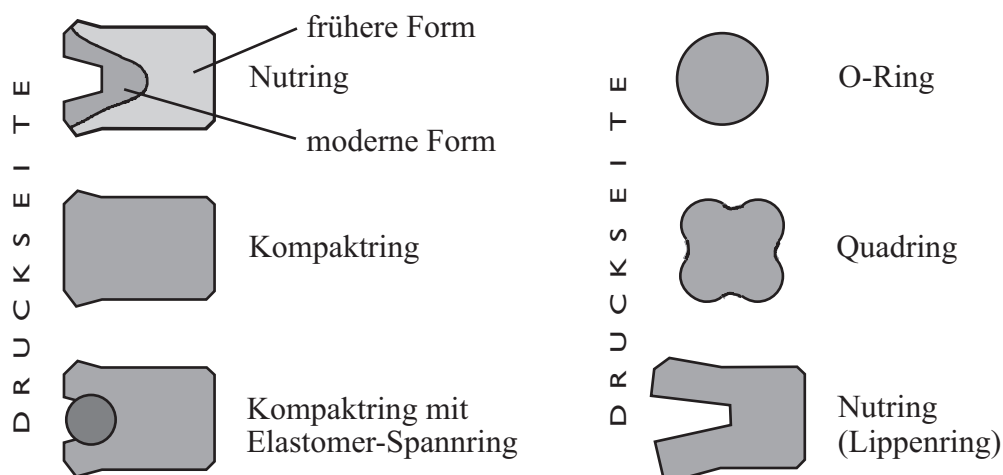 DRUCKSEITE
frühere Form
Nutring
moderne Form
Kompaktring
Kompaktring mit
Elastomer-Spannring
DRUCKSEITE
O-Ring
Quadring
Nutring
(Lippenring)